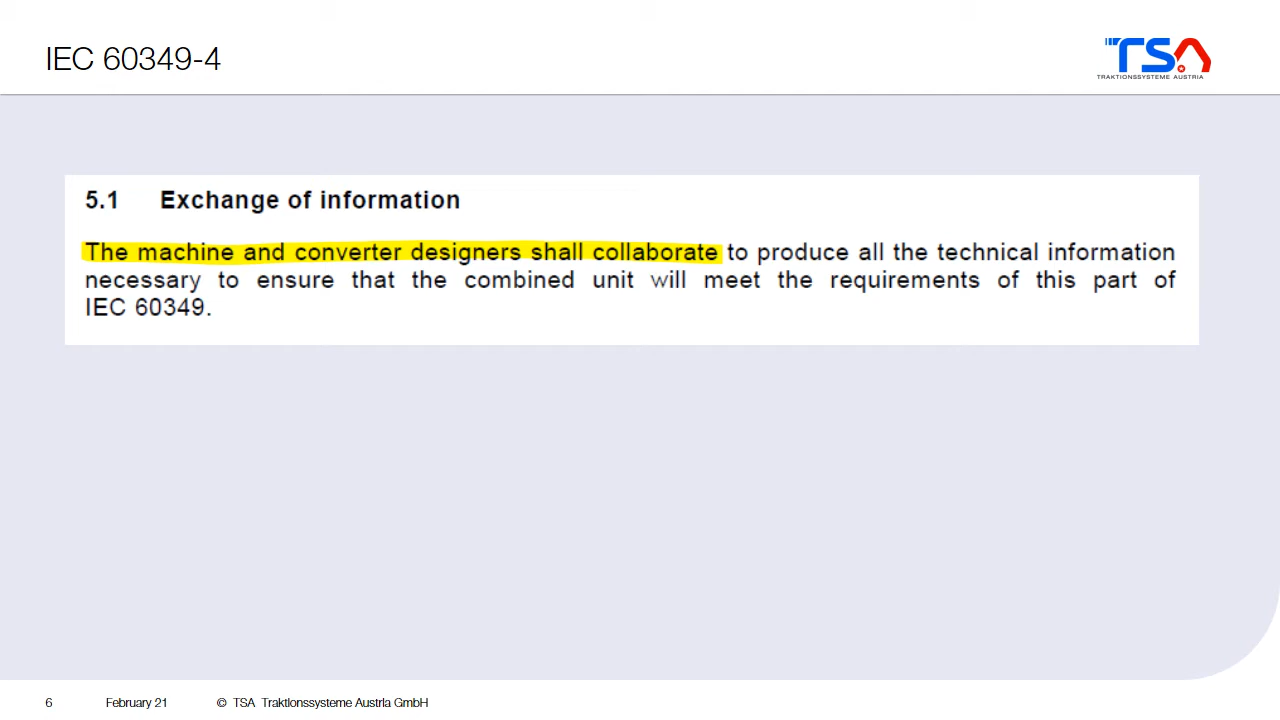 IEC 60349-4
TSA
TRAKTIONSSYSTEME AUSTRIA
5.1 Exchange of information
The machine and converter designers shall collaborate to produce all the technical information
necessary to ensure that the combined unit will meet the requirements of this part of
IEC 60349.
6 February 21 © TSA Traktionssysteme Austria GmbH